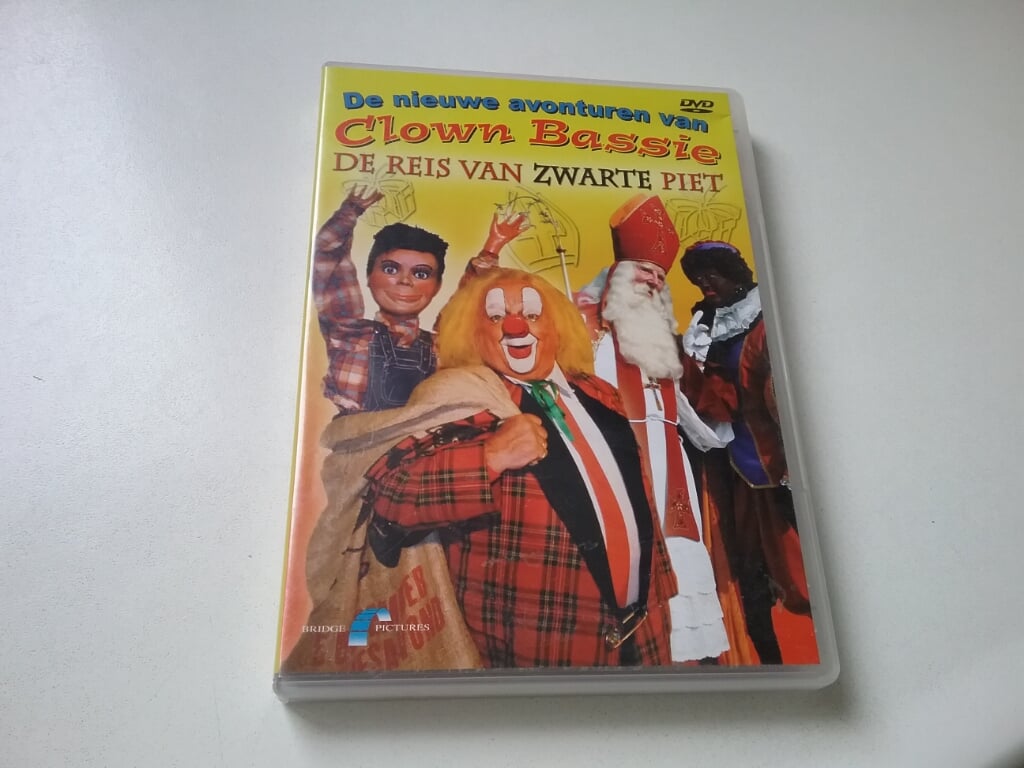 De nieuwe avonturen van
DVD
Clown Bassie
DE REIS VAN ZWARTE PIET
BRIDGE PICTURES